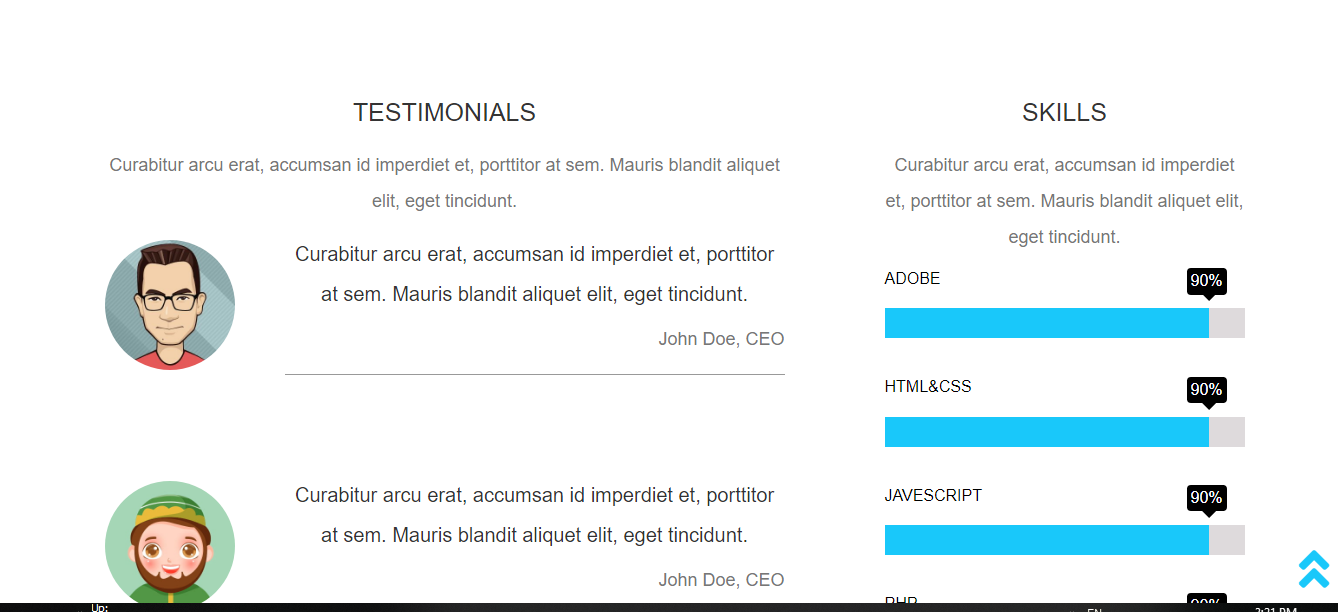 TESTIMONIALS
Curabitur arcu erat, accumsan id imperdiet et, porttitor at sem. Mauris blandit aliquet
elit, eget tincidunt.
Curabitur arcu erat, accumsan id imperdiet et, porttitor
at sem. Mauris blandit aliquet elit, eget tincidunt.
John Doe, CEO
Curabitur arcu erat, accumsan id imperdiet et, porttitor
at sem. Mauris blandit aliquet elit, eget tincidunt.
John Doe, CEO
SKILLS
Curabitur arcu erat, accumsan id imperdiet
et, porttitor at sem. Mauris blandit aliquet elit,
eget tincidunt.
ADOBE 90%
HTML&CSS 90%
JAVESCRIPT 90%
PHP 90%
Up:
EN